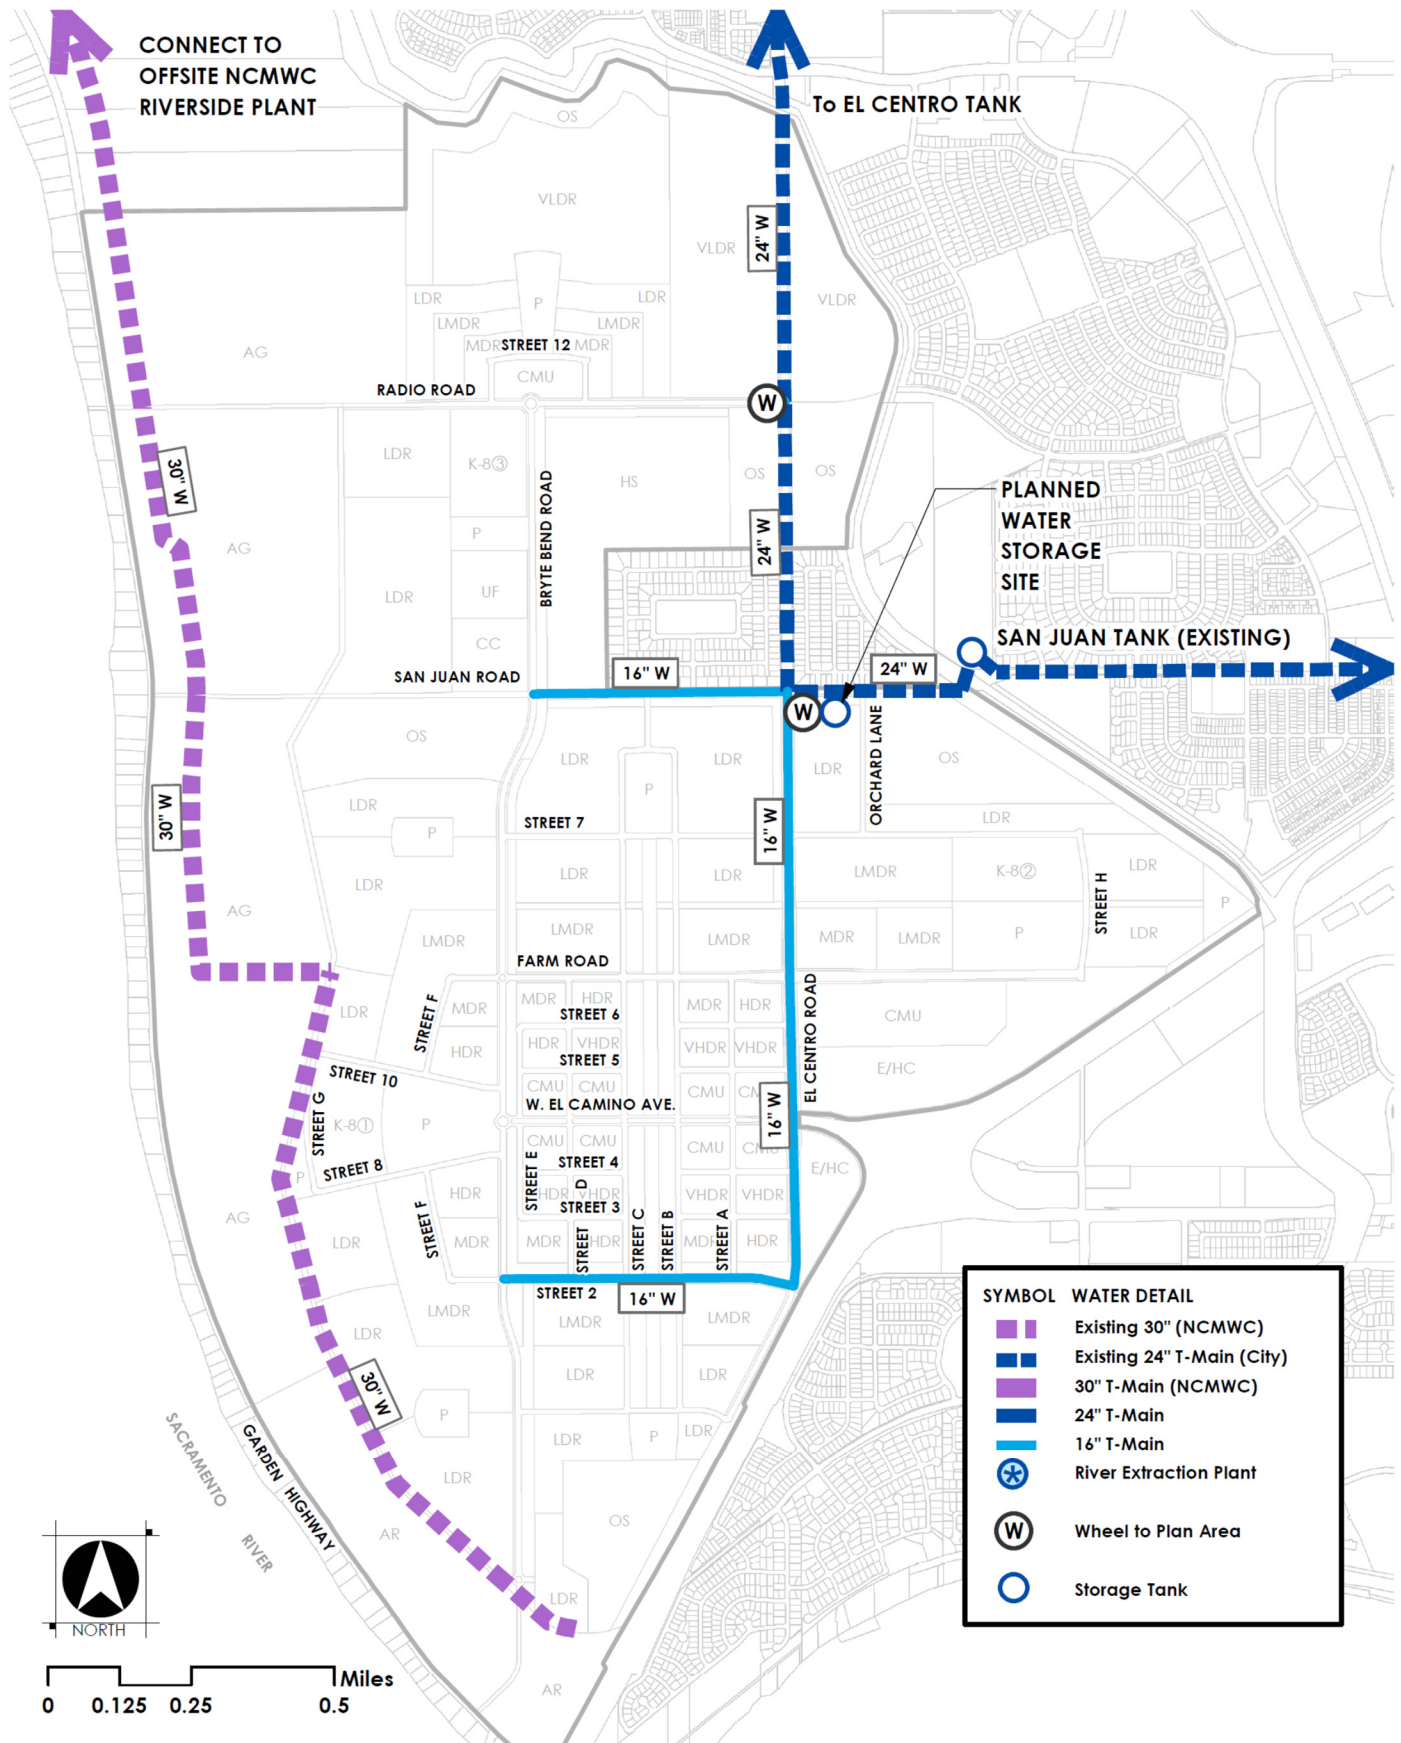 CONNECT TO
OFFSITE NCMWC
RIVERSIDE PLANT
To EL CENTRO TANK
OS
VLDR
24" W
VLDR
VLDR
LDR
P
LDR
LMDR
LMDR
MDR
STREET 12
MDR
AG
CMU
RADIO ROAD
W
LDR
K-8③
30" W
HS
OS
OS
BRYTE BEND ROAD
PLANNED
WATER
STORAGE
SITE
P
24" W
AG
LDR
UF
CC
SAN JUAN TANK (EXISTING)
SAN JUAN ROAD
16" W
24" W
W
OS
ORCHARD LANE
LDR
LDR
LDR
OS
P
LDR
30" W
STREET 7
16" W
LDR
P
LDR
LDR
LDR
LMDR
K-8②
LDR
STREET H
P
AG
LMDR
LMDR
LMDR
MDR
LMDR
P
LDR
FARM ROAD
LDR
STREET F
MDR
MDR
HDR
STREET 6
MDR
HDR
EL CENTRO ROAD
CMU
HDR
HDR
VHDR
STREET 5
VHDR
VHDR
E/HC
STREET 10
CMU
CMU
CMU
CM
16" W
W. EL CAMINO AVE.
STREET G
K-8①
P
CMU
CMU
CMU
CMU
STREET 4
E/HC
STREET 8
P
STREET E
HDR
HDR
D
VHDR
STREET 3
VHDR
VHDR
AG
STREET F
LDR
MDR
MDR
STREET
HDR
STREET C
STREET B
MDR
STREET A
HDR
STREET 2
16" W
LMDR
LMDR
LMDR
LDR
30" W
LDR
LDR
P
LDR
P
LDR
LDR
SACRAMENTO
RIVER
GARDEN HIGHWAY
AR
OS
LDR
AR
SYMBOL WATER DETAIL
Existing 30" (NCMWC)
Existing 24" T-Main (City)
30" T-Main (NCMWC)
24" T-Main
16" T-Main
River Extraction Plant
W Wheel to Plan Area
Storage Tank
NORTH
Miles
0 0.125 0.25 0.5